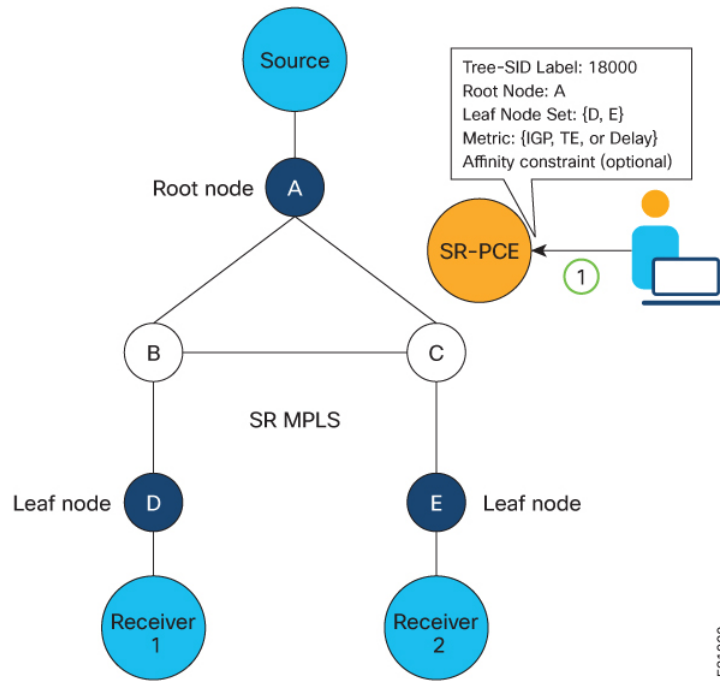 Source
Tree-SID Label: 18000
Root Node: A
Leaf Node Set: {D, E}
Metric: {IGP, TE, or Delay}
Affinity constraint (optional)
Root node
A
SR-PCE
1
B
C
SR MPLS
Leaf node
D
E
Leaf node
Receiver
1
Receiver
2